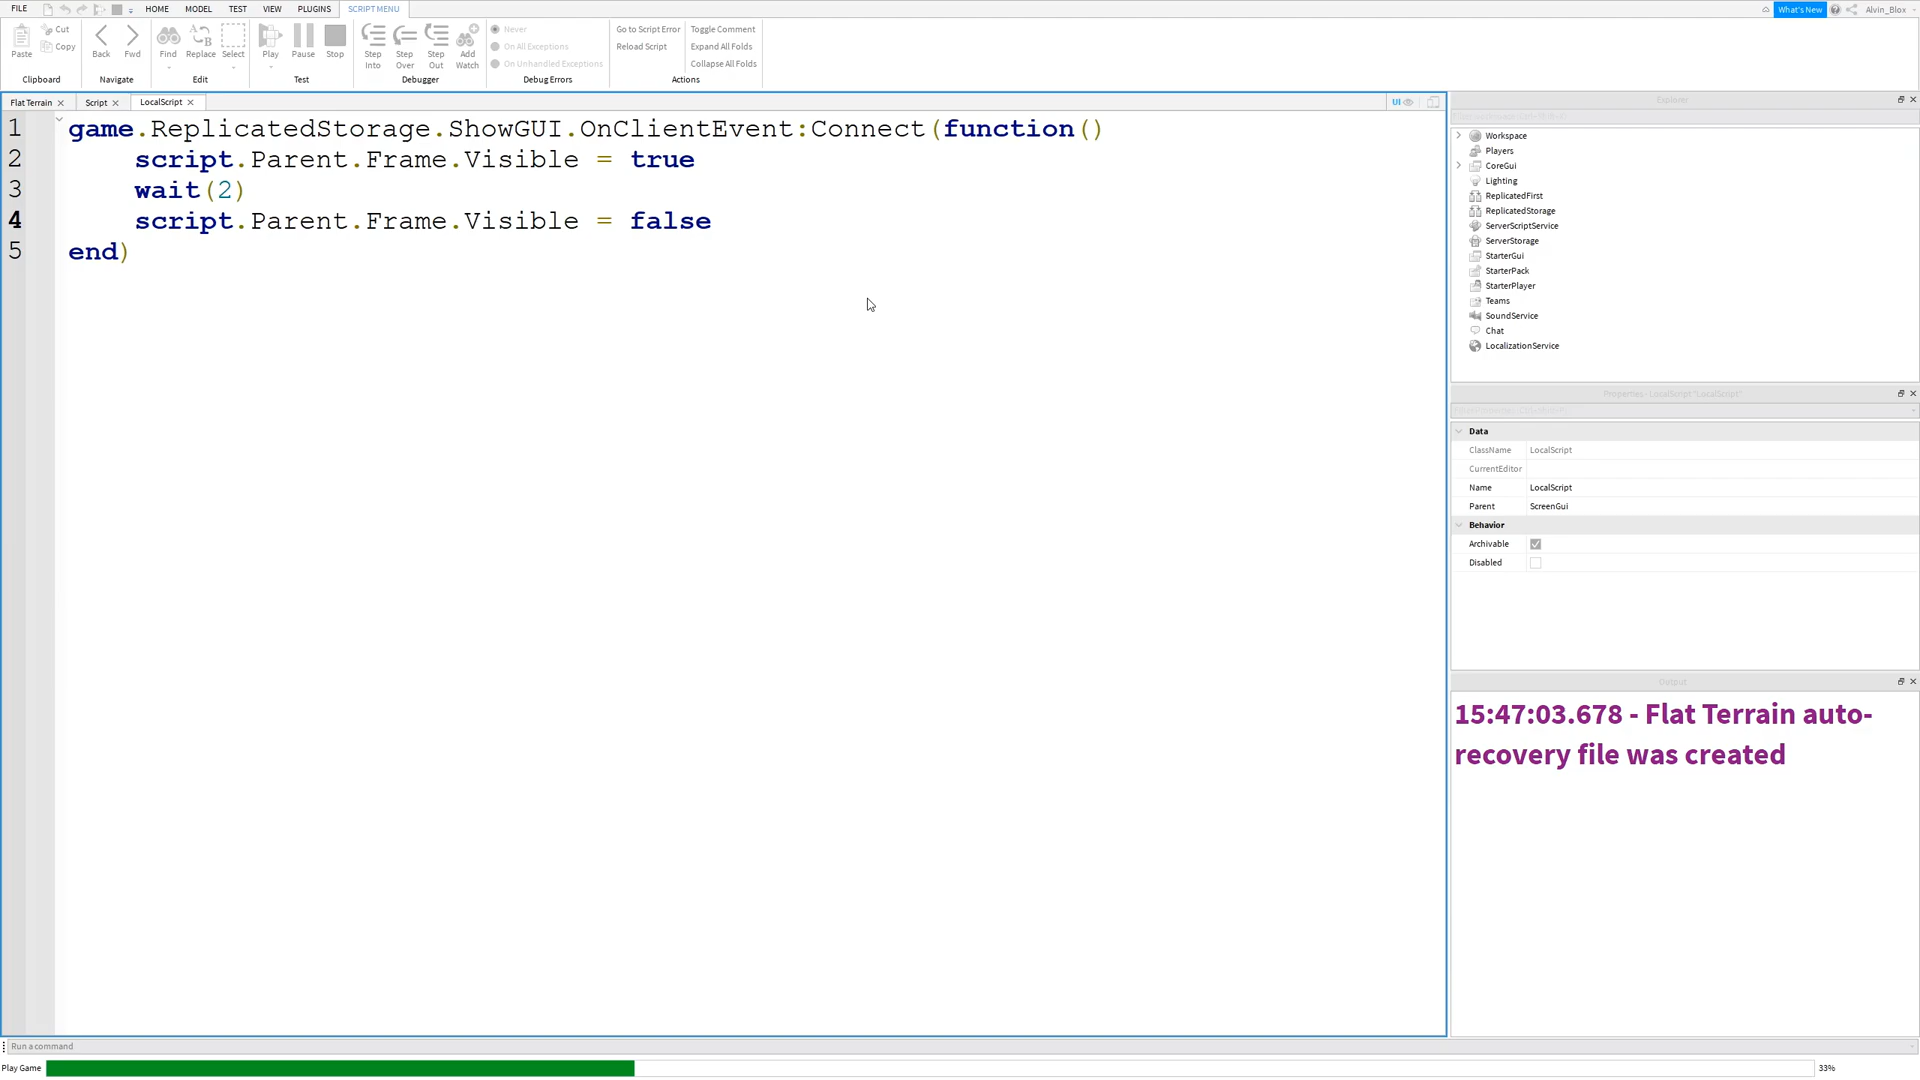 FILE HOME MODEL TEST VIEW PLUGINS SCRIPT MENU What's New Alvin_Blox
Paste Cut Copy Back Fwd Find Replace Select Play Pause Stop Step Into Step Over Step Out Add Watch
Never
On All Exceptions
On Unhandled Exceptions
Go to Script Error
Reload Script
Toggle Comment
Expand All Folds
Collapse All Folds
Clipboard Navigate Edit Test Debugger Debug Errors Actions
Flat Terrain Script LocalScript UI
1 game.ReplicatedStorage.ShowGUI.OnClientEvent:Connect(function()
2 script.Parent.Frame.Visible = true
3 wait(2)
4 script.Parent.Frame.Visible = false
5 end)
Explorer
Workspace
Players
CoreGui
Lighting
ReplicatedFirst
ReplicatedStorage
ServerScriptService
ServerStorage
StarterGui
StarterPack
StarterPlayer
Teams
SoundService
Chat
LocalizationService
Properties - LocalScript "LocalScript"
Data
ClassName LocalScript
CurrentEditor
Name LocalScript
Parent ScreenGui
Behavior
Archivable
Disabled
Output
15:47:03.678 - Flat Terrain auto-
recovery file was created
Run a command
Play Game 33%